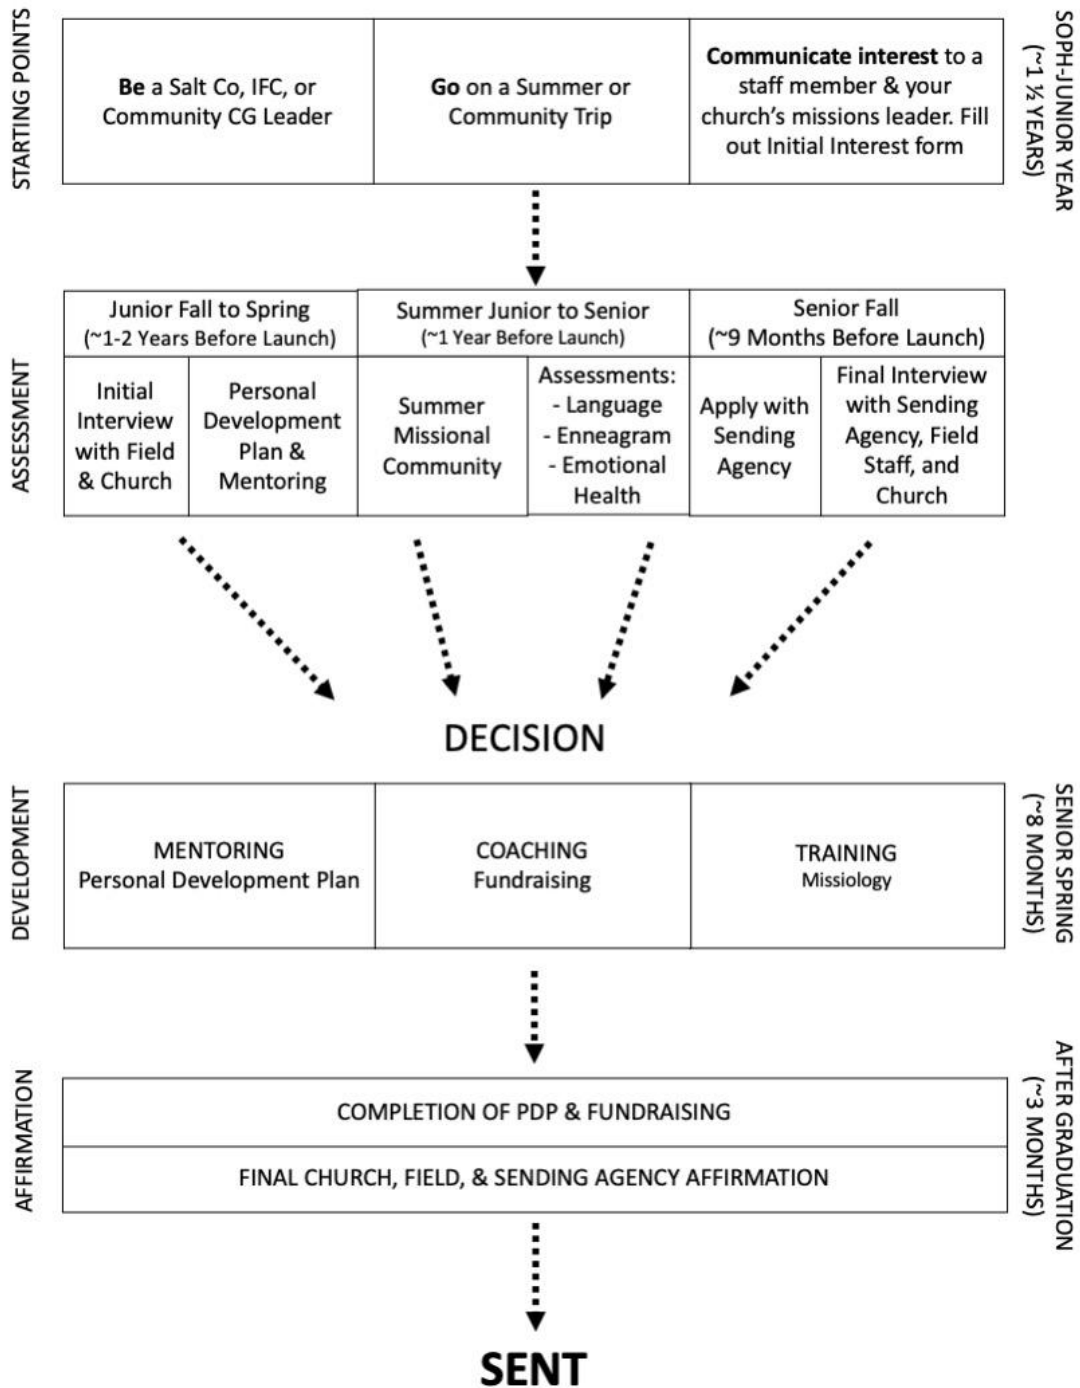 STARTING POINTS
Be a Salt Co, IFC, or
Community CG Leader
Go on a Summer or
Community Trip
Communicate interest to a
staff member & your
church's missions leader. Fill
out Initial Interest form
SOPH-JUNIOR YEAR
(~1 ½ YEARS)
ASSESSMENT
Junior Fall to Spring
(~1-2 Years Before Launch)
Summer Junior to Senior
(~1 Year Before Launch)
Senior Fall
(~9 Months Before Launch)
Initial
Interview
with Field
& Church
Personal
Development
Plan &
Mentoring
Summer
Missional
Community
Assessments:
- Language
- Enneagram
- Emotional
Health
Apply with
Sending
Agency
Final Interview
with Sending
Agency, Field
Staff, and
Church
DECISION
DEVELOPMENT
MENTORING
Personal Development Plan
COACHING
Fundraising
TRAINING
Missiology
SENIOR SPRING
(~8 MONTHS)
AFFIRMATION
COMPLETION OF PDP & FUNDRAISING
FINAL CHURCH, FIELD, & SENDING AGENCY AFFIRMATION
AFTER GRADUATION
(~3 MONTHS)
SENT